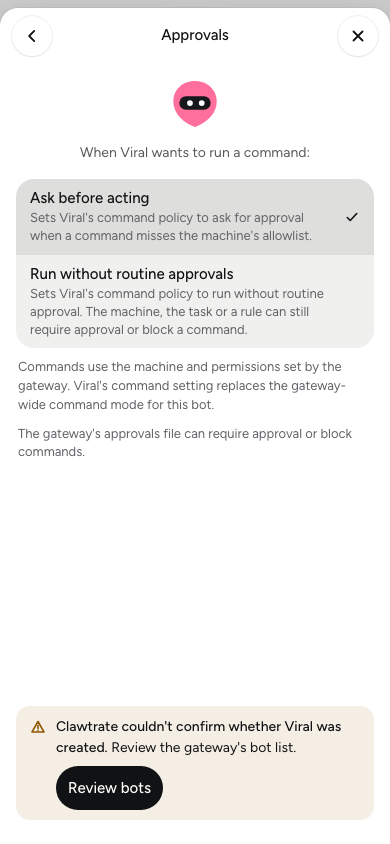 Approvals
When Viral wants to run a command:
Ask before acting
Sets Viral's command policy to ask for approval
when a command misses the machine's allowlist.
Run without routine approvals
Sets Viral's command policy to run without routine
approval. The machine, the task or a rule can still
require approval or block a command.
Commands use the machine and permissions set by the
gateway. Viral's command setting replaces the gateway-
wide command mode for this bot.
The gateway's approvals file can require approval or block
commands.
Clawtrate couldn't confirm whether Viral was
created. Review the gateway's bot list.
Review bots